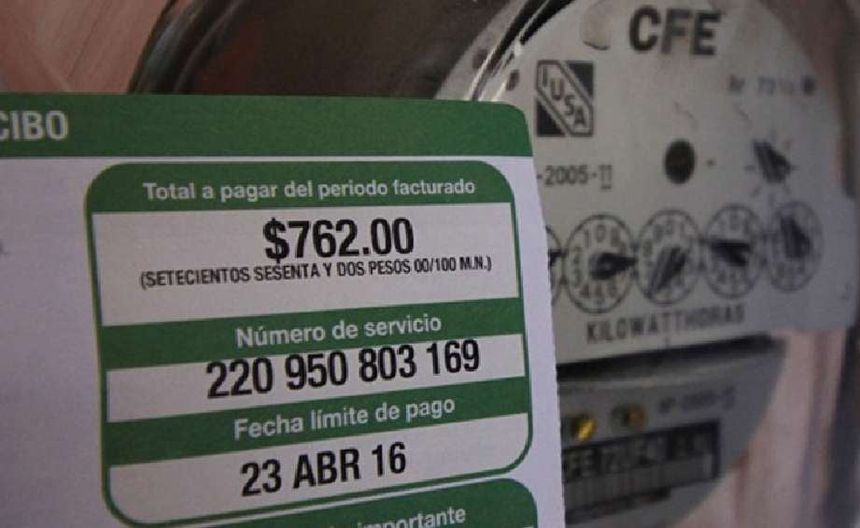 CIBO
Total a pagar del periodo facturado
$762.00
(SETECIENTOS SESENTA Y DOS PESOS 00/100 M.N.)
Número de servicio
220 950 803 169
Fecha límite de pago
23 ABR 16
importante
CFE
IUSA
-2005-
KILOWATTHORAS